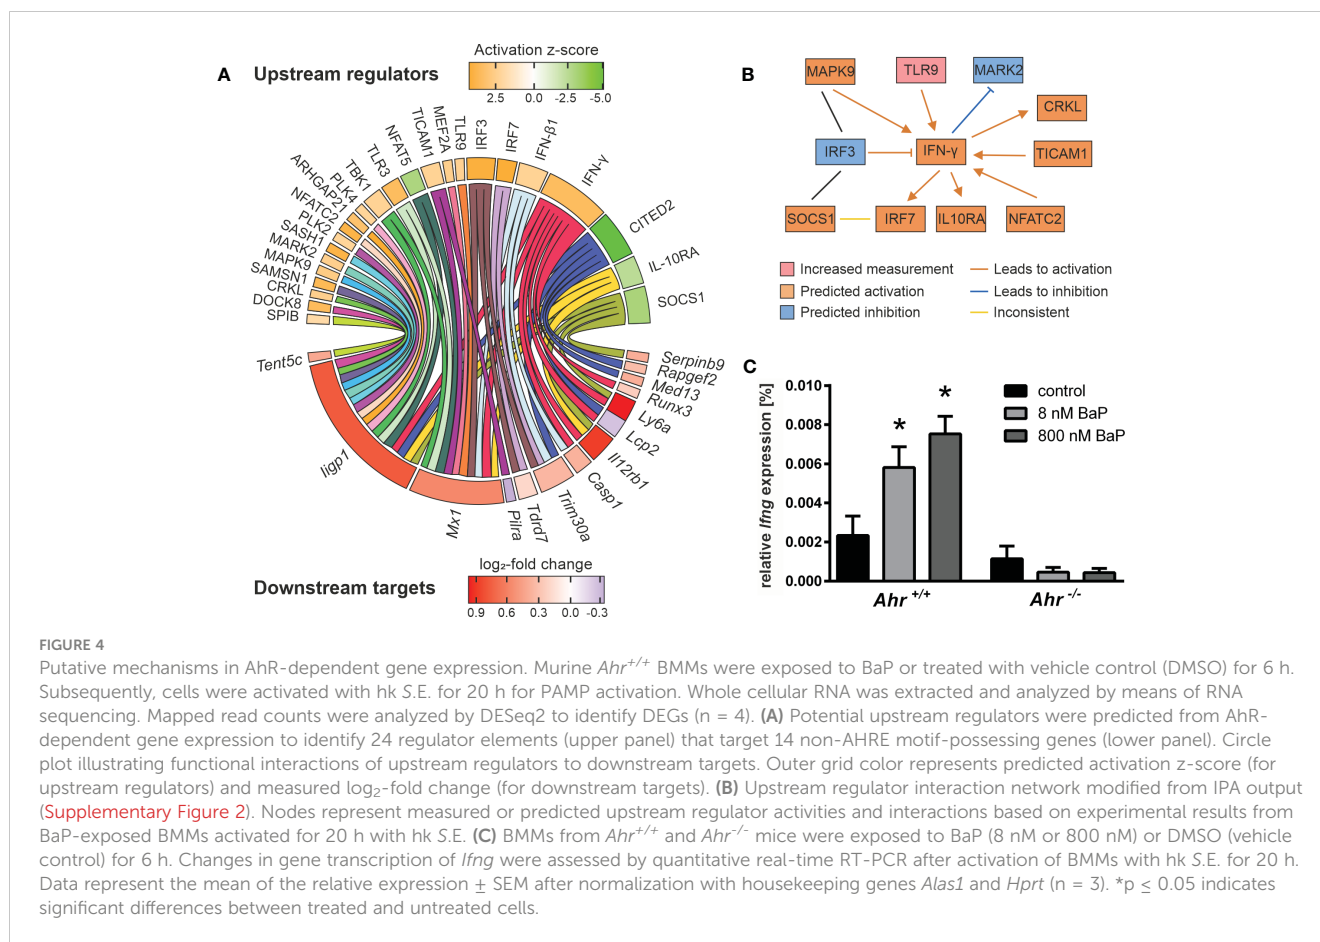 A
Upstream regulators
Activation z-score
2.5 0.0 -2.5 -5.0
SPIB
DOCK8
CRKL
SAMSN1
MAPK9
MARK2
SASH1
PLK2
NFATC2
ARHGAP21
PLK4
TBK1
TLR3
NFAT5
TICAM1
MEF2A
TLR9
IRF3
IRF7
IFN-β1
IFN-γ
CITED2
IL-10RA
SOCS1
Serpinb9
Rapgef2
Med13
Runx3
Ly6a
Lcp2
Il12rb1
Casp1
Trim30a
Tdrd7
Pilra
Mx1
Iigp1
Tent5c
Downstream targets
log₂-fold change
0.9 0.6 0.3 0.0 -0.3
B
MAPK9 TLR9 MARK2
CRKL
IRF3 IFN-γ TICAM1
SOCS1 IRF7 IL10RA NFATC2
Increased measurement
Predicted activation
Predicted inhibition
Leads to activation
Leads to inhibition
Inconsistent
C
relative Ifng expression [%]
0.010
0.008
0.006
0.004
0.002
0.000
* *
control
8 nM BaP
800 nM BaP
Ahr +/+ Ahr -/-
FIGURE 4
Putative mechanisms in AhR-dependent gene expression. Murine Ahr+/+ BMMs were exposed to BaP or treated with vehicle control (DMSO) for 6 h.
Subsequently, cells were activated with hk S.E. for 20 h for PAMP activation. Whole cellular RNA was extracted and analyzed by means of RNA
sequencing. Mapped read counts were analyzed by DESeq2 to identify DEGs (n = 4). (A) Potential upstream regulators were predicted from AhR-
dependent gene expression to identify 24 regulator elements (upper panel) that target 14 non-AHRE motif-possessing genes (lower panel). Circle
plot illustrating functional interactions of upstream regulators to downstream targets. Outer grid color represents predicted activation z-score (for
upstream regulators) and measured log₂-fold change (for downstream targets). (B) Upstream regulator interaction network modified from IPA output
(Supplementary Figure 2). Nodes represent measured or predicted upstream regulator activities and interactions based on experimental results from
BaP-exposed BMMs activated for 20 h with hk S.E. (C) BMMs from Ahr+/+ and Ahr-/- mice were exposed to BaP (8 nM or 800 nM) or DMSO (vehicle
control) for 6 h. Changes in gene transcription of Ifng were assessed by quantitative real-time RT-PCR after activation of BMMs with hk S.E. for 20 h.
Data represent the mean of the relative expression ± SEM after normalization with housekeeping genes Alas1 and Hprt (n = 3). *p ≤ 0.05 indicates
significant differences between treated and untreated cells.